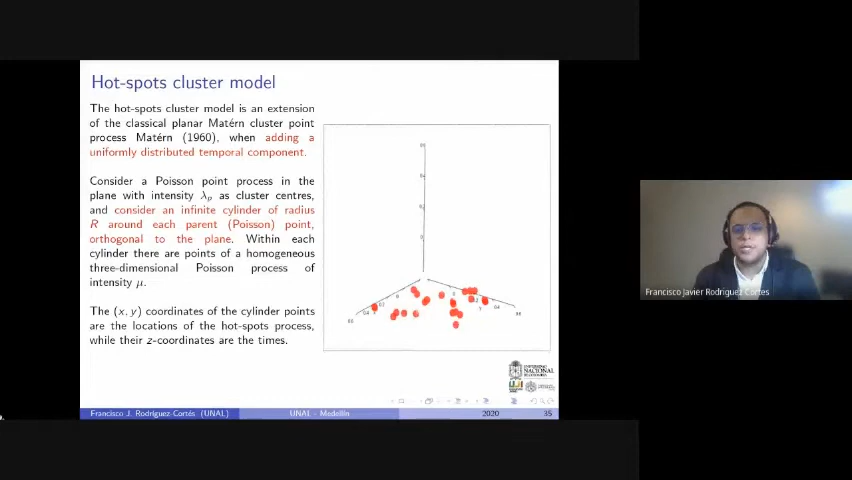 Hot-spots cluster model
The hot-spots cluster model is an extension
of the classical planar Matérn cluster point
process Matérn (1960), when adding a
uniformly distributed temporal component.
Consider a Poisson point process in the
plane with intensity λp as cluster centres,
and consider an infinite cylinder of radius
R around each parent (Poisson) point,
orthogonal to the plane. Within each
cylinder there are points of a homogeneous
three-dimensional Poisson process of
intensity μ.
The (x, y) coordinates of the cylinder points
are the locations of the hot-spots process,
while their z-coordinates are the times.
UNIVERSIDAD
NACIONAL
Francisco J. Rodríguez-Cortés (UNAL)
UNAL - Medellín
2020
35
Francisco Javier Rodriguez Cortes